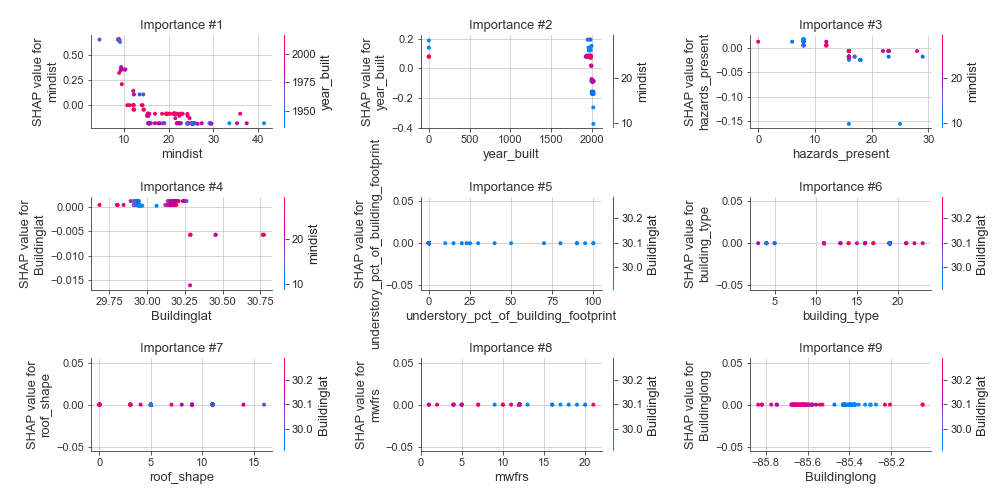 Importance #1
SHAP value for
mindist
0.50
0.25
0.00
10
20
30
40
mindist
2000
1975
1950
year_built
Importance #2
SHAP value for
year_built
0.2
0.0
−0.2
−0.4
0
500
1000
1500
2000
year_built
20
10
mindist
Importance #3
SHAP value for
hazards_present
0.00
−0.05
−0.10
−0.15
0
10
20
30
hazards_present
20
10
mindist
Importance #4
SHAP value for
Buildinglat
0.000
−0.005
−0.010
−0.015
29.75
30.00
30.25
30.50
30.75
Buildinglat
20
10
mindist
Importance #5
SHAP value for
understory_pct_of_building_footprint
0.05
0.00
−0.05
0
25
50
75
100
understory_pct_of_building_footprint
30.2
30.1
30.0
Buildinglat
Importance #6
SHAP value for
building_type
0.05
0.00
−0.05
5
10
15
20
building_type
30.2
30.1
30.0
Buildinglat
Importance #7
SHAP value for
roof_shape
0.05
0.00
−0.05
0
5
10
15
roof_shape
30.2
30.1
30.0
Buildinglat
Importance #8
SHAP value for
mwfrs
0.05
0.00
−0.05
0
5
10
15
20
mwfrs
30.2
30.1
30.0
Buildinglat
Importance #9
SHAP value for
Buildinglong
0.05
0.00
−0.05
−85.8
−85.6
−85.4
−85.2
Buildinglong
30.2
30.1
30.0
Buildinglat